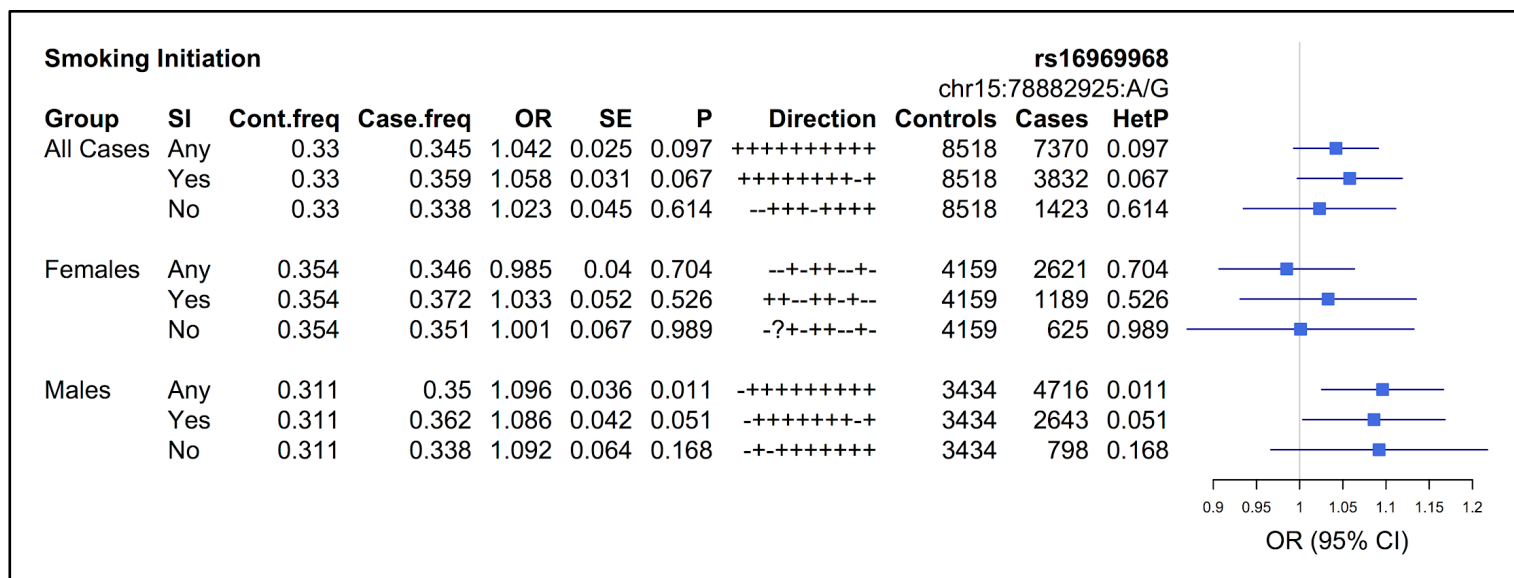 Smoking Initiation rs16969968
chr15:78882925:A/G
Group SI Cont.freq Case.freq OR SE P Direction Controls Cases HetP
All Cases Any 0.33 0.345 1.042 0.025 0.097 ++++++++++ 8518 7370 0.097
Yes 0.33 0.359 1.058 0.031 0.067 ++++++++-+ 8518 3832 0.067
No 0.33 0.338 1.023 0.045 0.614 --+++-++++ 8518 1423 0.614
Females Any 0.354 0.346 0.985 0.04 0.704 --+-++--+- 4159 2621 0.704
Yes 0.354 0.372 1.033 0.052 0.526 ++--++-+-- 4159 1189 0.526
No 0.354 0.351 1.001 0.067 0.989 -?+-++--+- 4159 625 0.989
Males Any 0.311 0.35 1.096 0.036 0.011 -+++++++++ 3434 4716 0.011
Yes 0.311 0.362 1.086 0.042 0.051 -+++++++-+ 3434 2643 0.051
No 0.311 0.338 1.092 0.064 0.168 -+-+++++++ 3434 798 0.168
0.9 0.95 1 1.05 1.1 1.15 1.2
OR (95% CI)